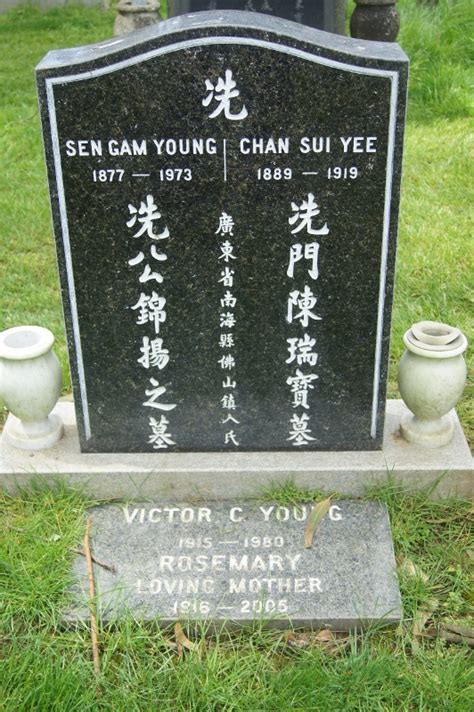 冼
SEN GAM YOUNG
1877 — 1973
CHAN SUI YEE
1889 — 1919
冼門陳瑞寶墓
廣東省南海縣佛山鎮人氏
冼公錦揚之墓
VICTOR C. YOUNG
1915 — 1980
ROSEMARY
LOVING MOTHER
1916 — 2005